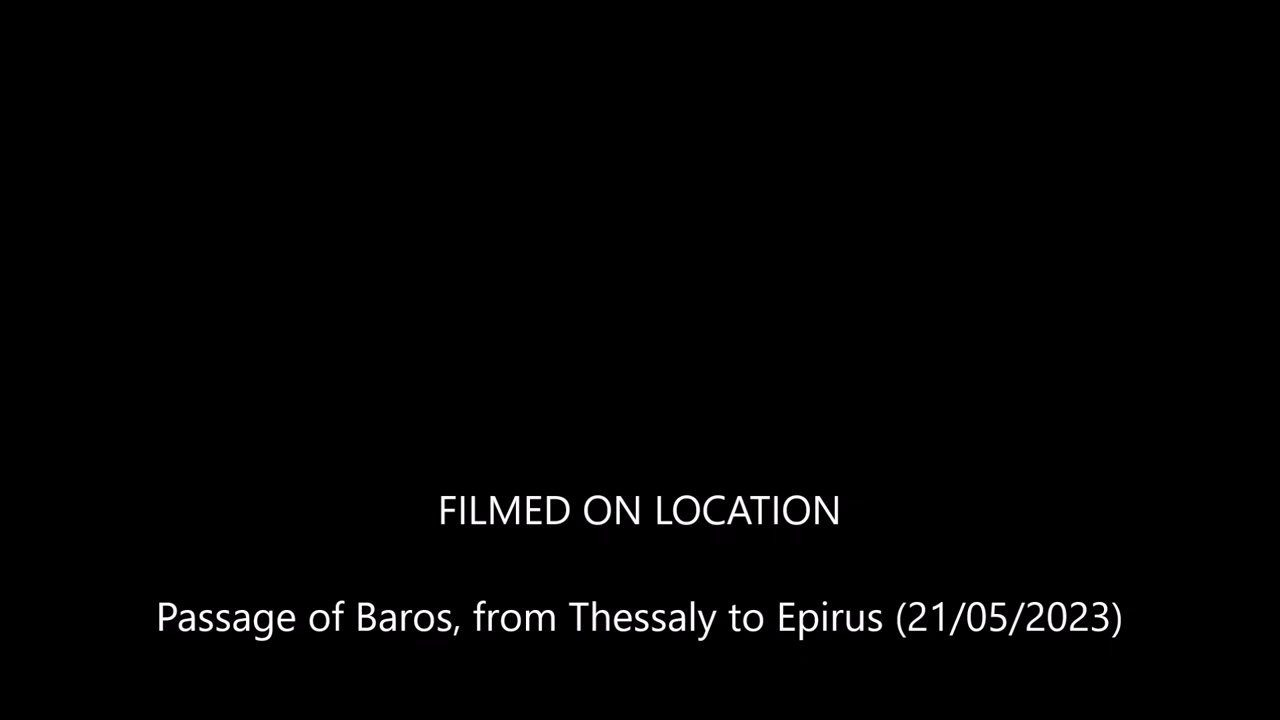 FILMED ON LOCATION
Passage of Baros, from Thessaly to Epirus (21/05/2023)